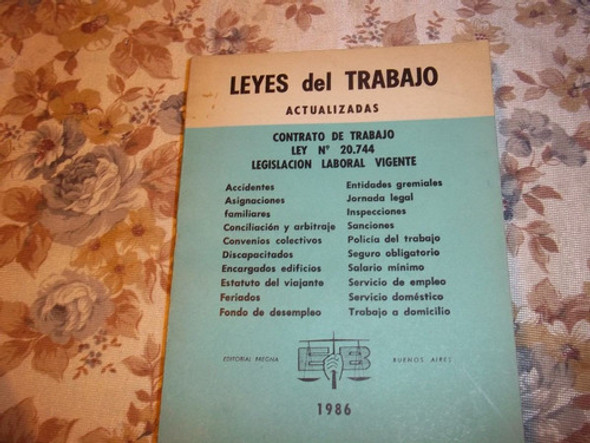 LEYES del TRABAJO
ACTUALIZADAS
CONTRATO DE TRABAJO
LEY Nº 20.744
LEGISLACION LABORAL VIGENTE
Accidentes
Asignaciones
familiares
Conciliación y arbitraje
Convenios colectivos
Discapacitados
Encargados edificios
Estatuto del viajante
Feriados
Fondo de desempleo
Entidades gremiales
Jornada legal
Inspecciones
Sanciones
Policía del trabajo
Seguro obligatorio
Salario mínimo
Servicio de empleo
Servicio doméstico
Trabajo a domicilio
EDITORIAL PREGNA
EB
BUENOS AIRES
1986